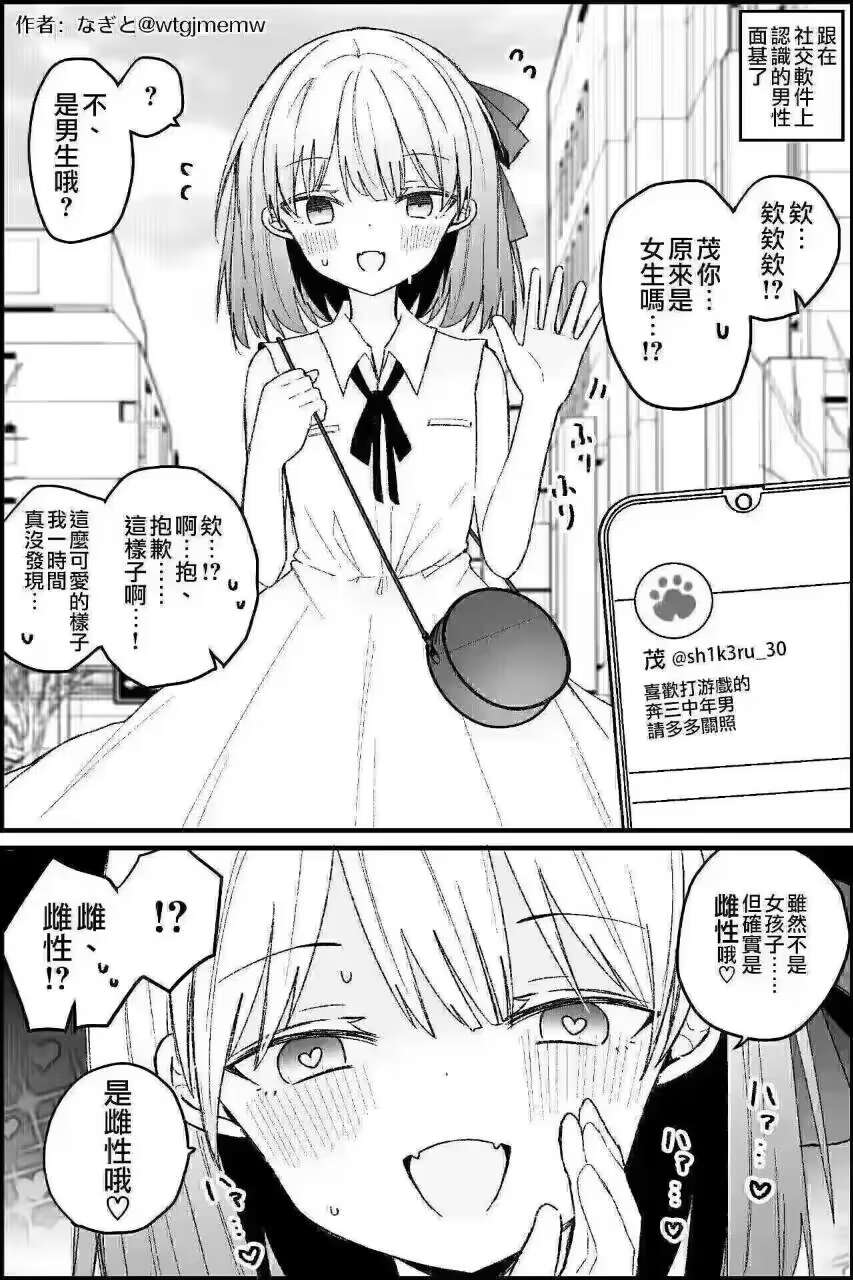 作者：なぎと@wtgjmemw
跟在
社交軟件上
認識的男性
面基了
欸…
欸欸欸!?
茂你…
原來是
女生嗎…!?
？
不、
是男生哦？
ふり
ふり
欸…!?
啊…抱、
抱歉……
這樣子啊…！
這麼可愛的樣子
我一時間
真沒發現…
茂 @sh1k3ru_30
喜歡打游戲的
奔三中年男
請多多關照
雖然不是
女孩子……
但確實是
雌性哦♡
!?
雌、
雌性!?
是雌性哦♡
ハァ…♡
ハァ…♡
ハァ…♡